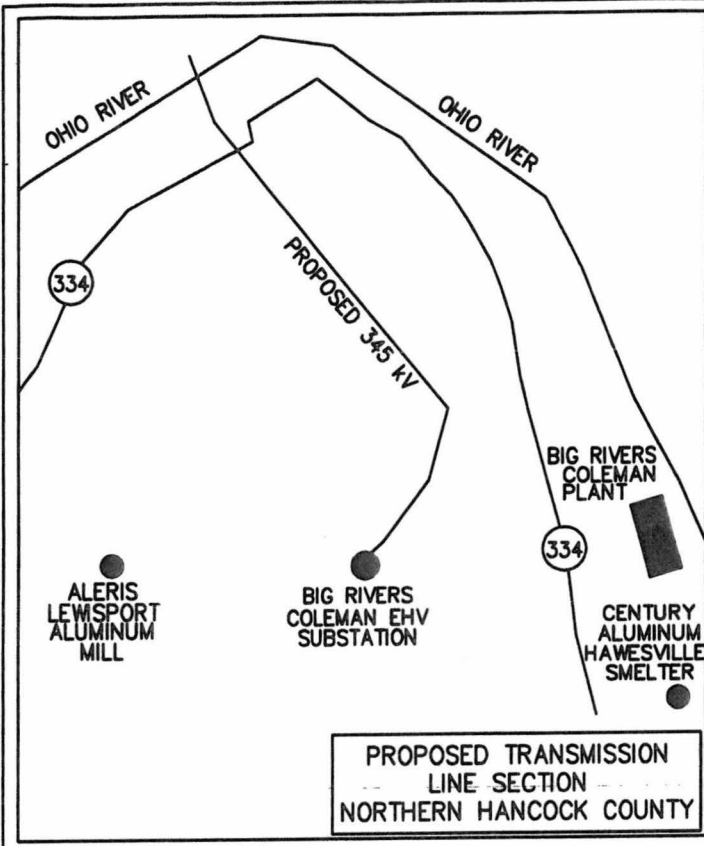 OHIO RIVER
OHIO RIVER
334
PROPOSED 345 kV
BIG RIVERS
COLEMAN
PLANT
334
ALERIS
LEWISPORT
ALUMINUM
MILL
BIG RIVERS
COLEMAN EHV
SUBSTATION
CENTURY
ALUMINUM
HAWESVILLE
SMELTER
PROPOSED TRANSMISSION
LINE SECTION
NORTHERN HANCOCK COUNTY